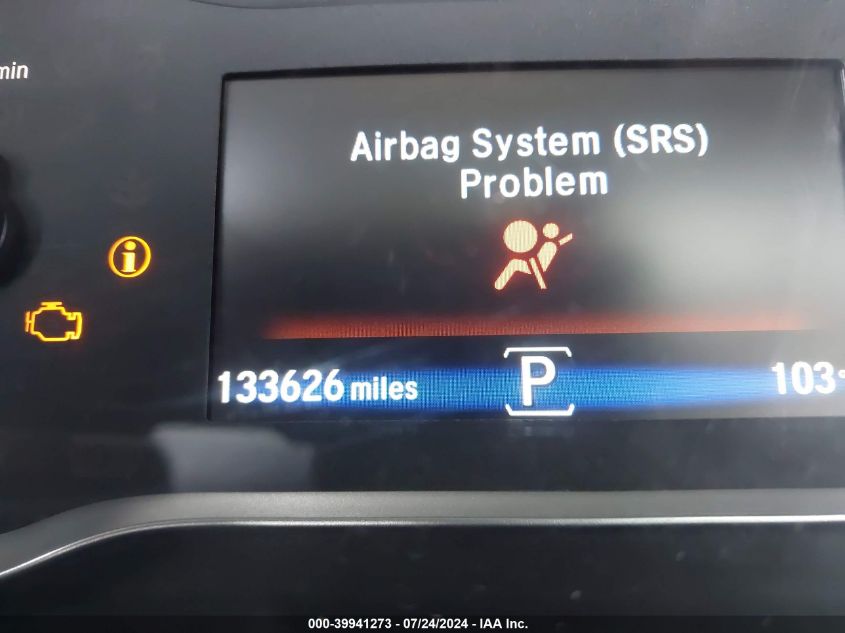 min
Airbag System (SRS)
Problem
i
133626 miles
P
103°
000-39941273 - 07/24/2024 - IAA Inc.